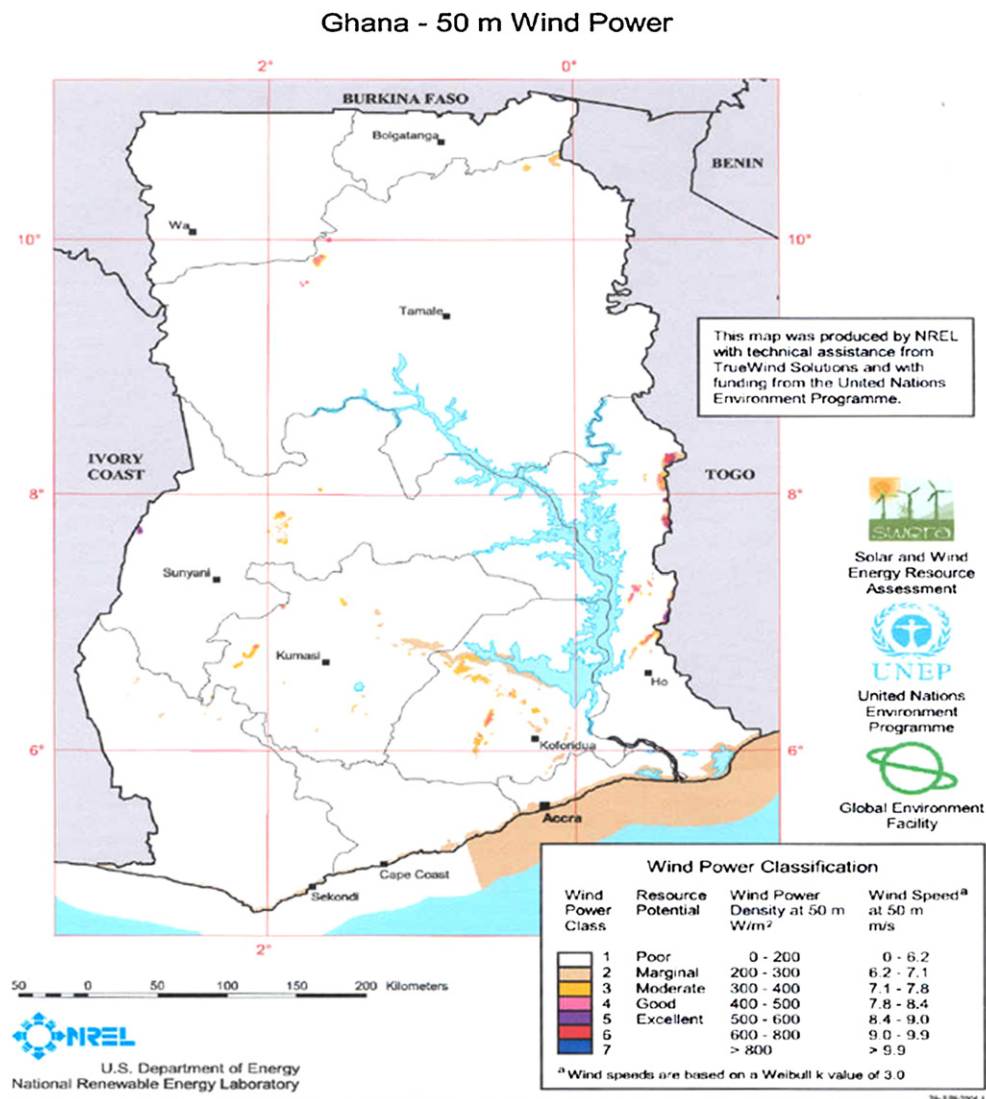 Ghana - 50 m Wind Power
2°
0°
BURKINA FASO
Bolgatanga
BENIN
Wa
10°
10°
Tamale
This map was produced by NREL
with technical assistance from
TrueWind Solutions and with
funding from the United Nations
Environment Programme.
IVORY
COAST
TOGO
8°
8°
swera
Solar and Wind
Energy Resource
Assessment
Sunyani
Kumasi
Ho
UNEP
United Nations
Environment
Programme
6°
Koforidua
6°
Accra
Global Environment
Facility
Cape Coast
Sekondi
2°
Wind Power Classification
Wind Resource Wind Power Wind Speedᵃ
Power Potential Density at 50 m at 50 m
Class W/m² m/s
1 Poor 0 - 200 0 - 6.2
2 Marginal 200 - 300 6.2 - 7.1
3 Moderate 300 - 400 7.1 - 7.8
4 Good 400 - 500 7.8 - 8.4
5 Excellent 500 - 600 8.4 - 9.0
6 600 - 800 9.0 - 9.9
7 > 800 > 9.9
ᵃ Wind speeds are based on a Weibull k value of 3.0
50 0 50 100 150 200 Kilometers
NREL
U.S. Department of Energy
National Renewable Energy Laboratory